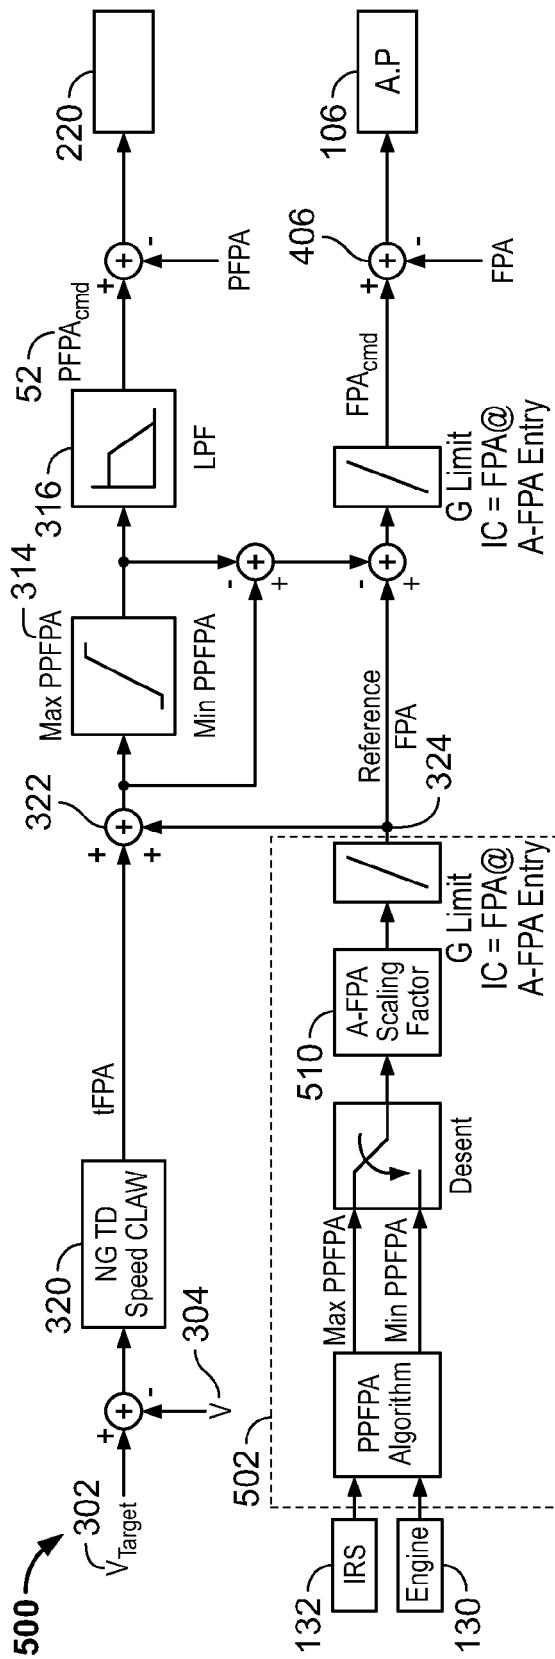 500
302
V Target
304
V
+
-
+
320
NG TD
Speed CLAW
tFPA
322
+
+
+
Max PPFPA
314
Min PPFPA
316
LPF
52
PFPAcmd
+
-
+
PFPA
220
-
+
+
132
IRS
Engine
130
502
PPFPA
Algorithm
Max PPFPA
Min PPFPA
Desent
510
A-FPA
Scaling
Factor
G Limit
IC = FPA@
A-FPA Entry
324
Reference
FPA
-
+
+
G Limit
IC = FPA@
A-FPA Entry
FPAcmd
406
+
-
+
FPA
106
A.P